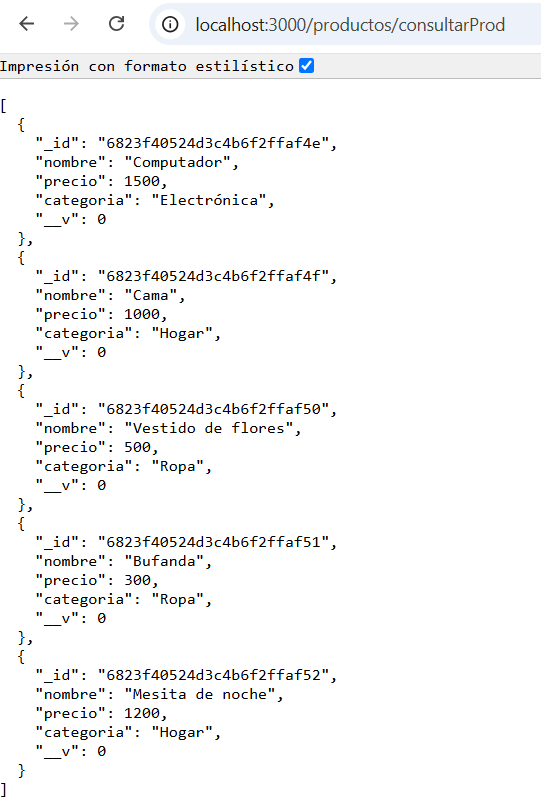 localhost:3000/productos/consultarProd
Impresión con formato estilístico
[
  {
    "_id": "6823f40524d3c4b6f2ffaf4e",
    "nombre": "Computador",
    "precio": 1500,
    "categoria": "Electrónica",
    "__v": 0
  },
  {
    "_id": "6823f40524d3c4b6f2ffaf4f",
    "nombre": "Cama",
    "precio": 1000,
    "categoria": "Hogar",
    "__v": 0
  },
  {
    "_id": "6823f40524d3c4b6f2ffaf50",
    "nombre": "Vestido de flores",
    "precio": 500,
    "categoria": "Ropa",
    "__v": 0
  },
  {
    "_id": "6823f40524d3c4b6f2ffaf51",
    "nombre": "Bufanda",
    "precio": 300,
    "categoria": "Ropa",
    "__v": 0
  },
  {
    "_id": "6823f40524d3c4b6f2ffaf52",
    "nombre": "Mesita de noche",
    "precio": 1200,
    "categoria": "Hogar",
    "__v": 0
  }
]